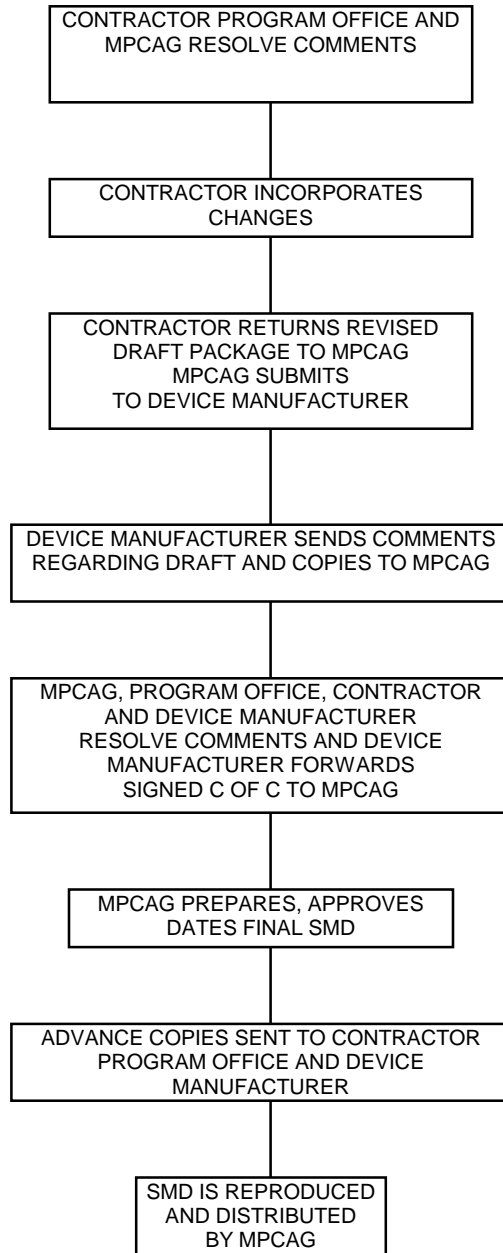 CONTRACTOR PROGRAM OFFICE AND
MPCAG RESOLVE COMMENTS
CONTRACTOR INCORPORATES
CHANGES
CONTRACTOR RETURNS REVISED
DRAFT PACKAGE TO MPCAG
MPCAG SUBMITS
TO DEVICE MANUFACTURER
DEVICE MANUFACTURER SENDS COMMENTS
REGARDING DRAFT AND COPIES TO MPCAG
MPCAG, PROGRAM OFFICE, CONTRACTOR
AND DEVICE MANUFACTURER
RESOLVE COMMENTS AND DEVICE
MANUFACTURER FORWARDS
SIGNED C OF C TO MPCAG
MPCAG PREPARES, APPROVES
DATES FINAL SMD
ADVANCE COPIES SENT TO CONTRACTOR
PROGRAM OFFICE AND DEVICE
MANUFACTURER
SMD IS REPRODUCED
AND DISTRIBUTED
BY MPCAG